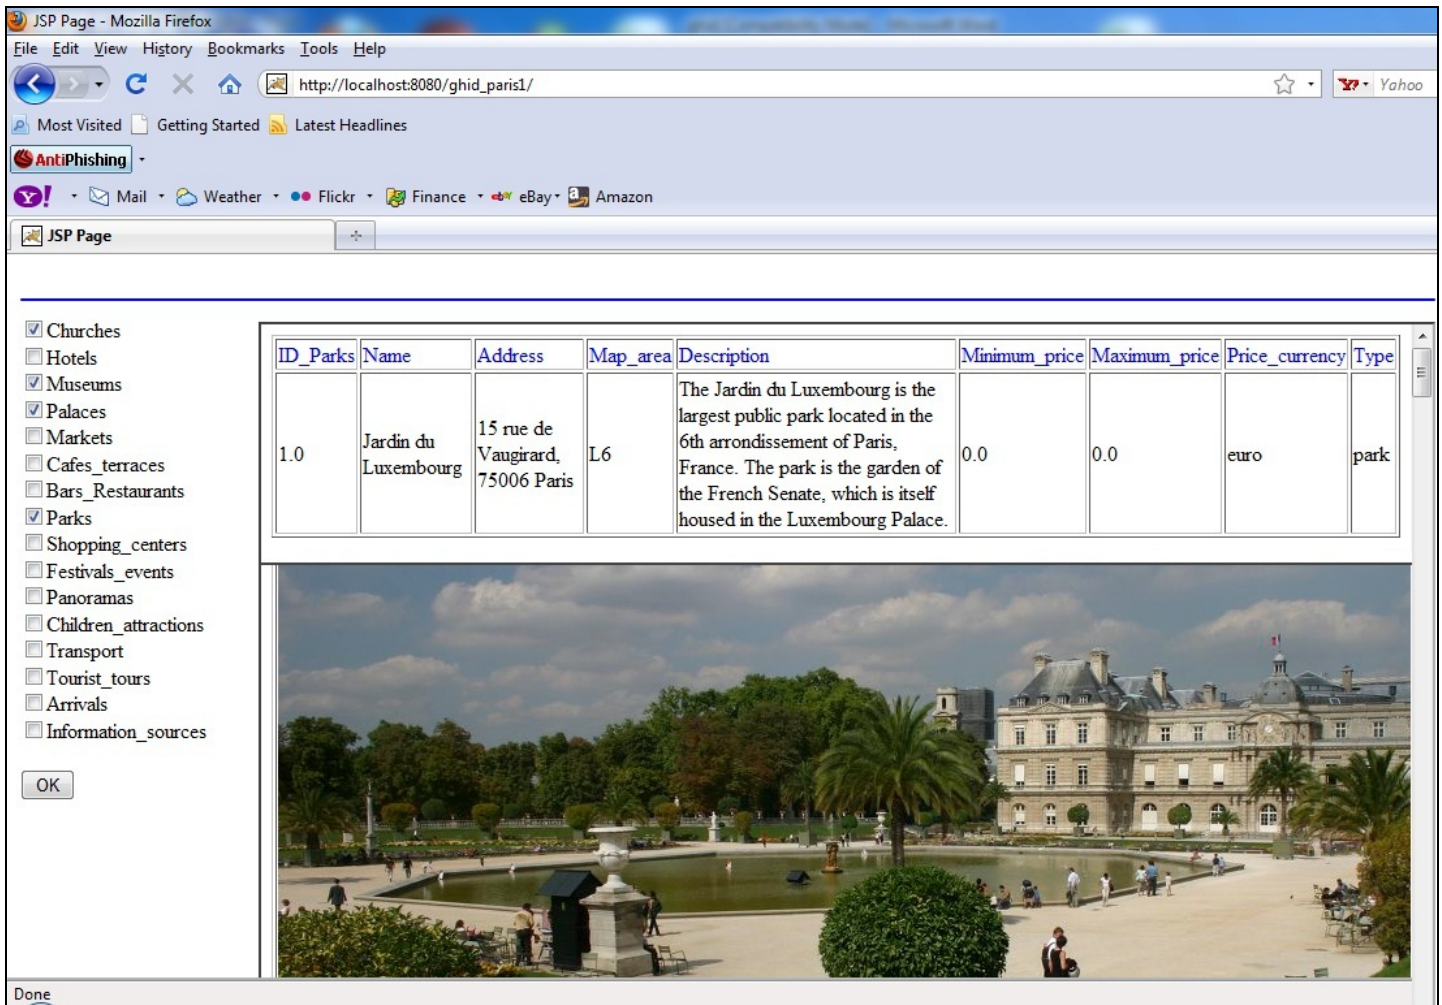 JSP Page - Mozilla Firefox
File Edit View History Bookmarks Tools Help
http://localhost:8080/ghid_paris1/
Yahoo
Most Visited Getting Started Latest Headlines
AntiPhishing
Y! Mail Weather Flickr Finance eBay Amazon
JSP Page
Churches
Hotels
Museums
Palaces
Markets
Cafes_terraces
Bars_Restaurants
Parks
Shopping_centers
Festivals_events
Panoramas
Children_attractions
Transport
Tourist_tours
Arrivals
Information_sources
OK
ID_Parks Name Address Map_area Description Minimum_price Maximum_price Price_currency Type
1.0
Jardin du
Luxembourg
15 rue de
Vaugirard,
75006 Paris
L6
The Jardin du Luxembourg is the
largest public park located in the
6th arrondissement of Paris,
France. The park is the garden of
the French Senate, which is itself
housed in the Luxembourg Palace.
0.0
0.0
euro
park
Done